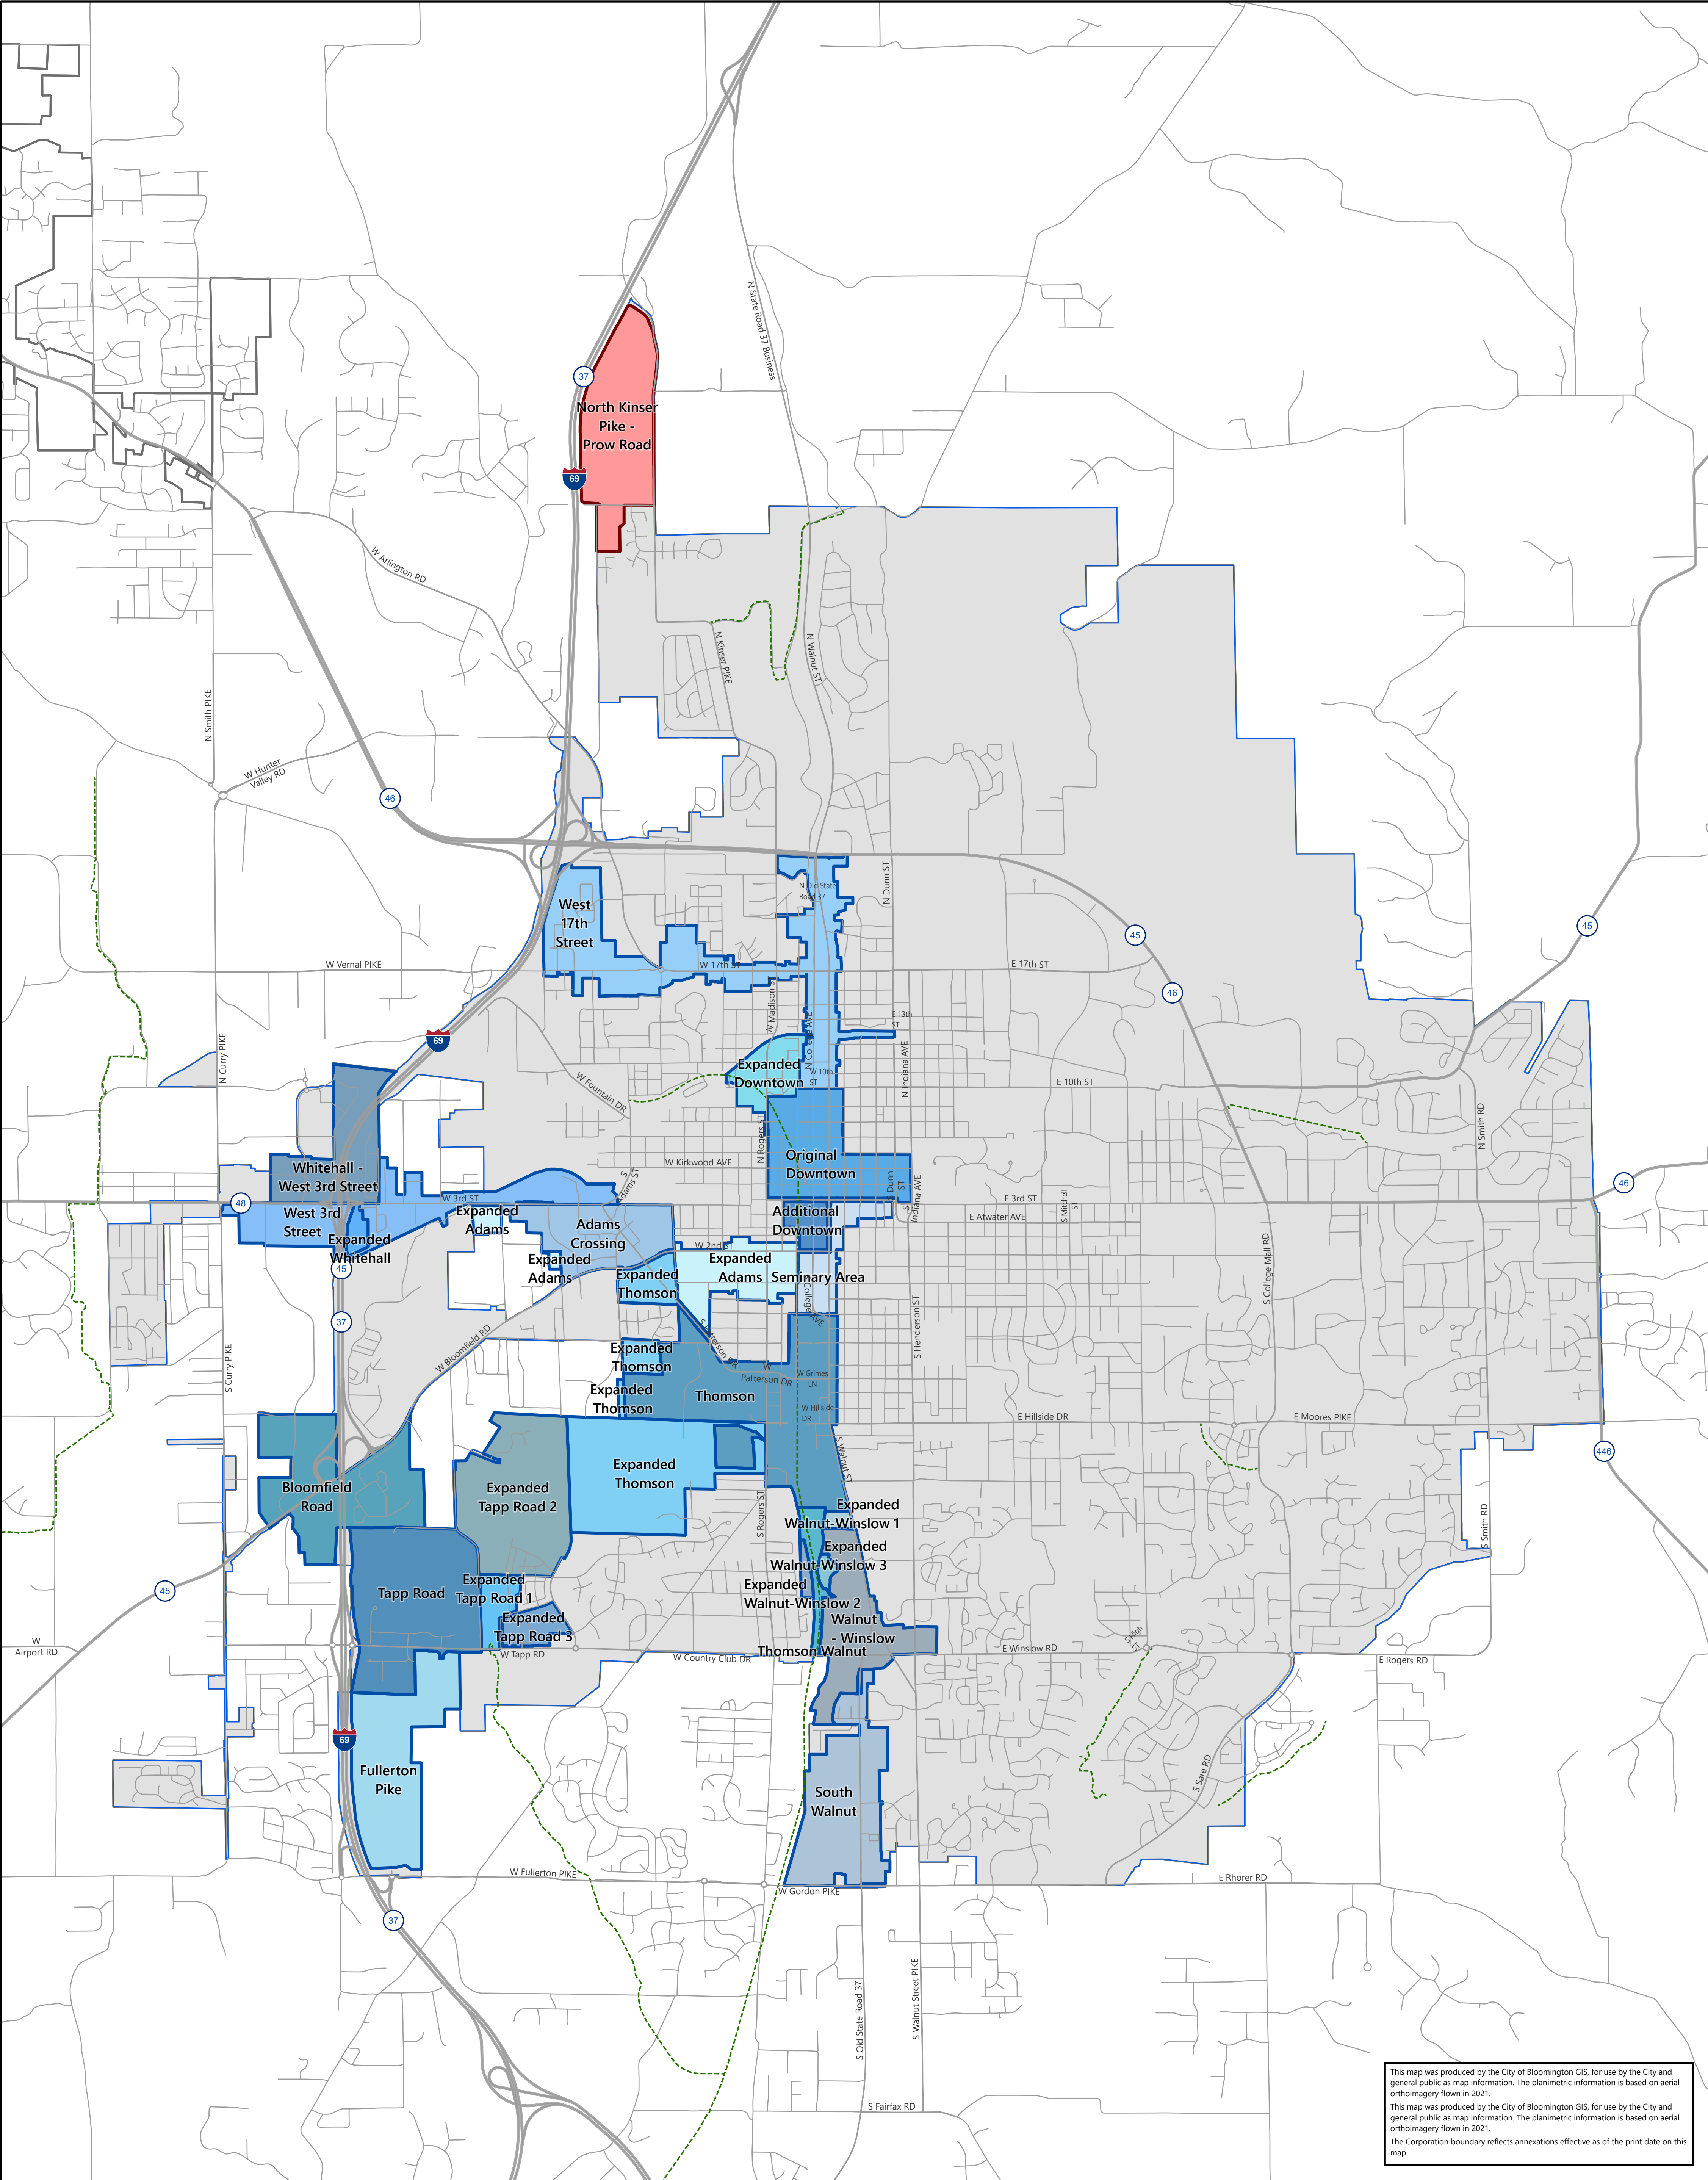 N State Road 37 Business
37
North Kinser
Pike -
Prow Road
69
W Arlington RD
N Kinser PIKE
N Walnut ST
N Smith PIKE
W Hunter
Valley RD
46
N Old State
Road 37
N Dunn ST
West
17th
Street
45
45
W Vernal PIKE
W 17th ST
E 17th ST
46
N Madison ST
N College AVE
E 13th
ST
69
N Curry PIKE
N Indiana AVE
Expanded
Downtown
W 10th
ST
E 10th ST
W Fountain DR
N Rogers ST
N Smith RD
Original
Downtown
W Kirkwood AVE
Whitehall -
West 3rd Street
S
Adams ST
S Dunn
ST
S
Indiana AVE
46
48
W 3rd ST
E 3rd ST
S Mitchell
ST
West 3rd
Street
Expanded
Adams
Adams
Crossing
Additional
Downtown
E Atwater AVE
Expanded
Whitehall
45
W 2nd ST
Expanded
Adams
Expanded
Adams
Expanded
Thomson
Seminary Area
S College Mall RD
S College
AVE
37
S Henderson ST
W Bloomfield RD
S Patterson DR
S Curry PIKE
Expanded
Thomson
W
Patterson DR
W Grimes
LN
Expanded
Thomson
Thomson
W Hillside
DR
E Hillside DR
E Moores PIKE
446
S Walnut ST
Bloomfield
Road
Expanded
Tapp Road 2
Expanded
Thomson
S Rogers ST
Expanded
Walnut-Winslow 1
S Smith RD
Expanded
Walnut-Winslow 3
45
Tapp Road
Expanded
Tapp Road 1
Expanded
Walnut-Winslow 2
Expanded
Tapp Road 3
Walnut
- Winslow
S High
ST
W
Airport RD
W Tapp RD
W Country Club DR
Thomson Walnut
E Winslow RD
E Rogers RD
69
Fullerton
Pike
S Sare RD
South
Walnut
W Fullerton PIKE
W Gordon PIKE
E Rhorer RD
37
S Old State Road 37
S Walnut Street PIKE
S Fairfax RD
This map was produced by the City of Bloomington GIS, for use by the City and
general public as map information. The planimetric information is based on aerial
orthoimagery flown in 2021.
This map was produced by the City of Bloomington GIS, for use by the City and
general public as map information. The planimetric information is based on aerial
orthoimagery flown in 2021.
The Corporation boundary reflects annexations effective as of the print date on this
map.